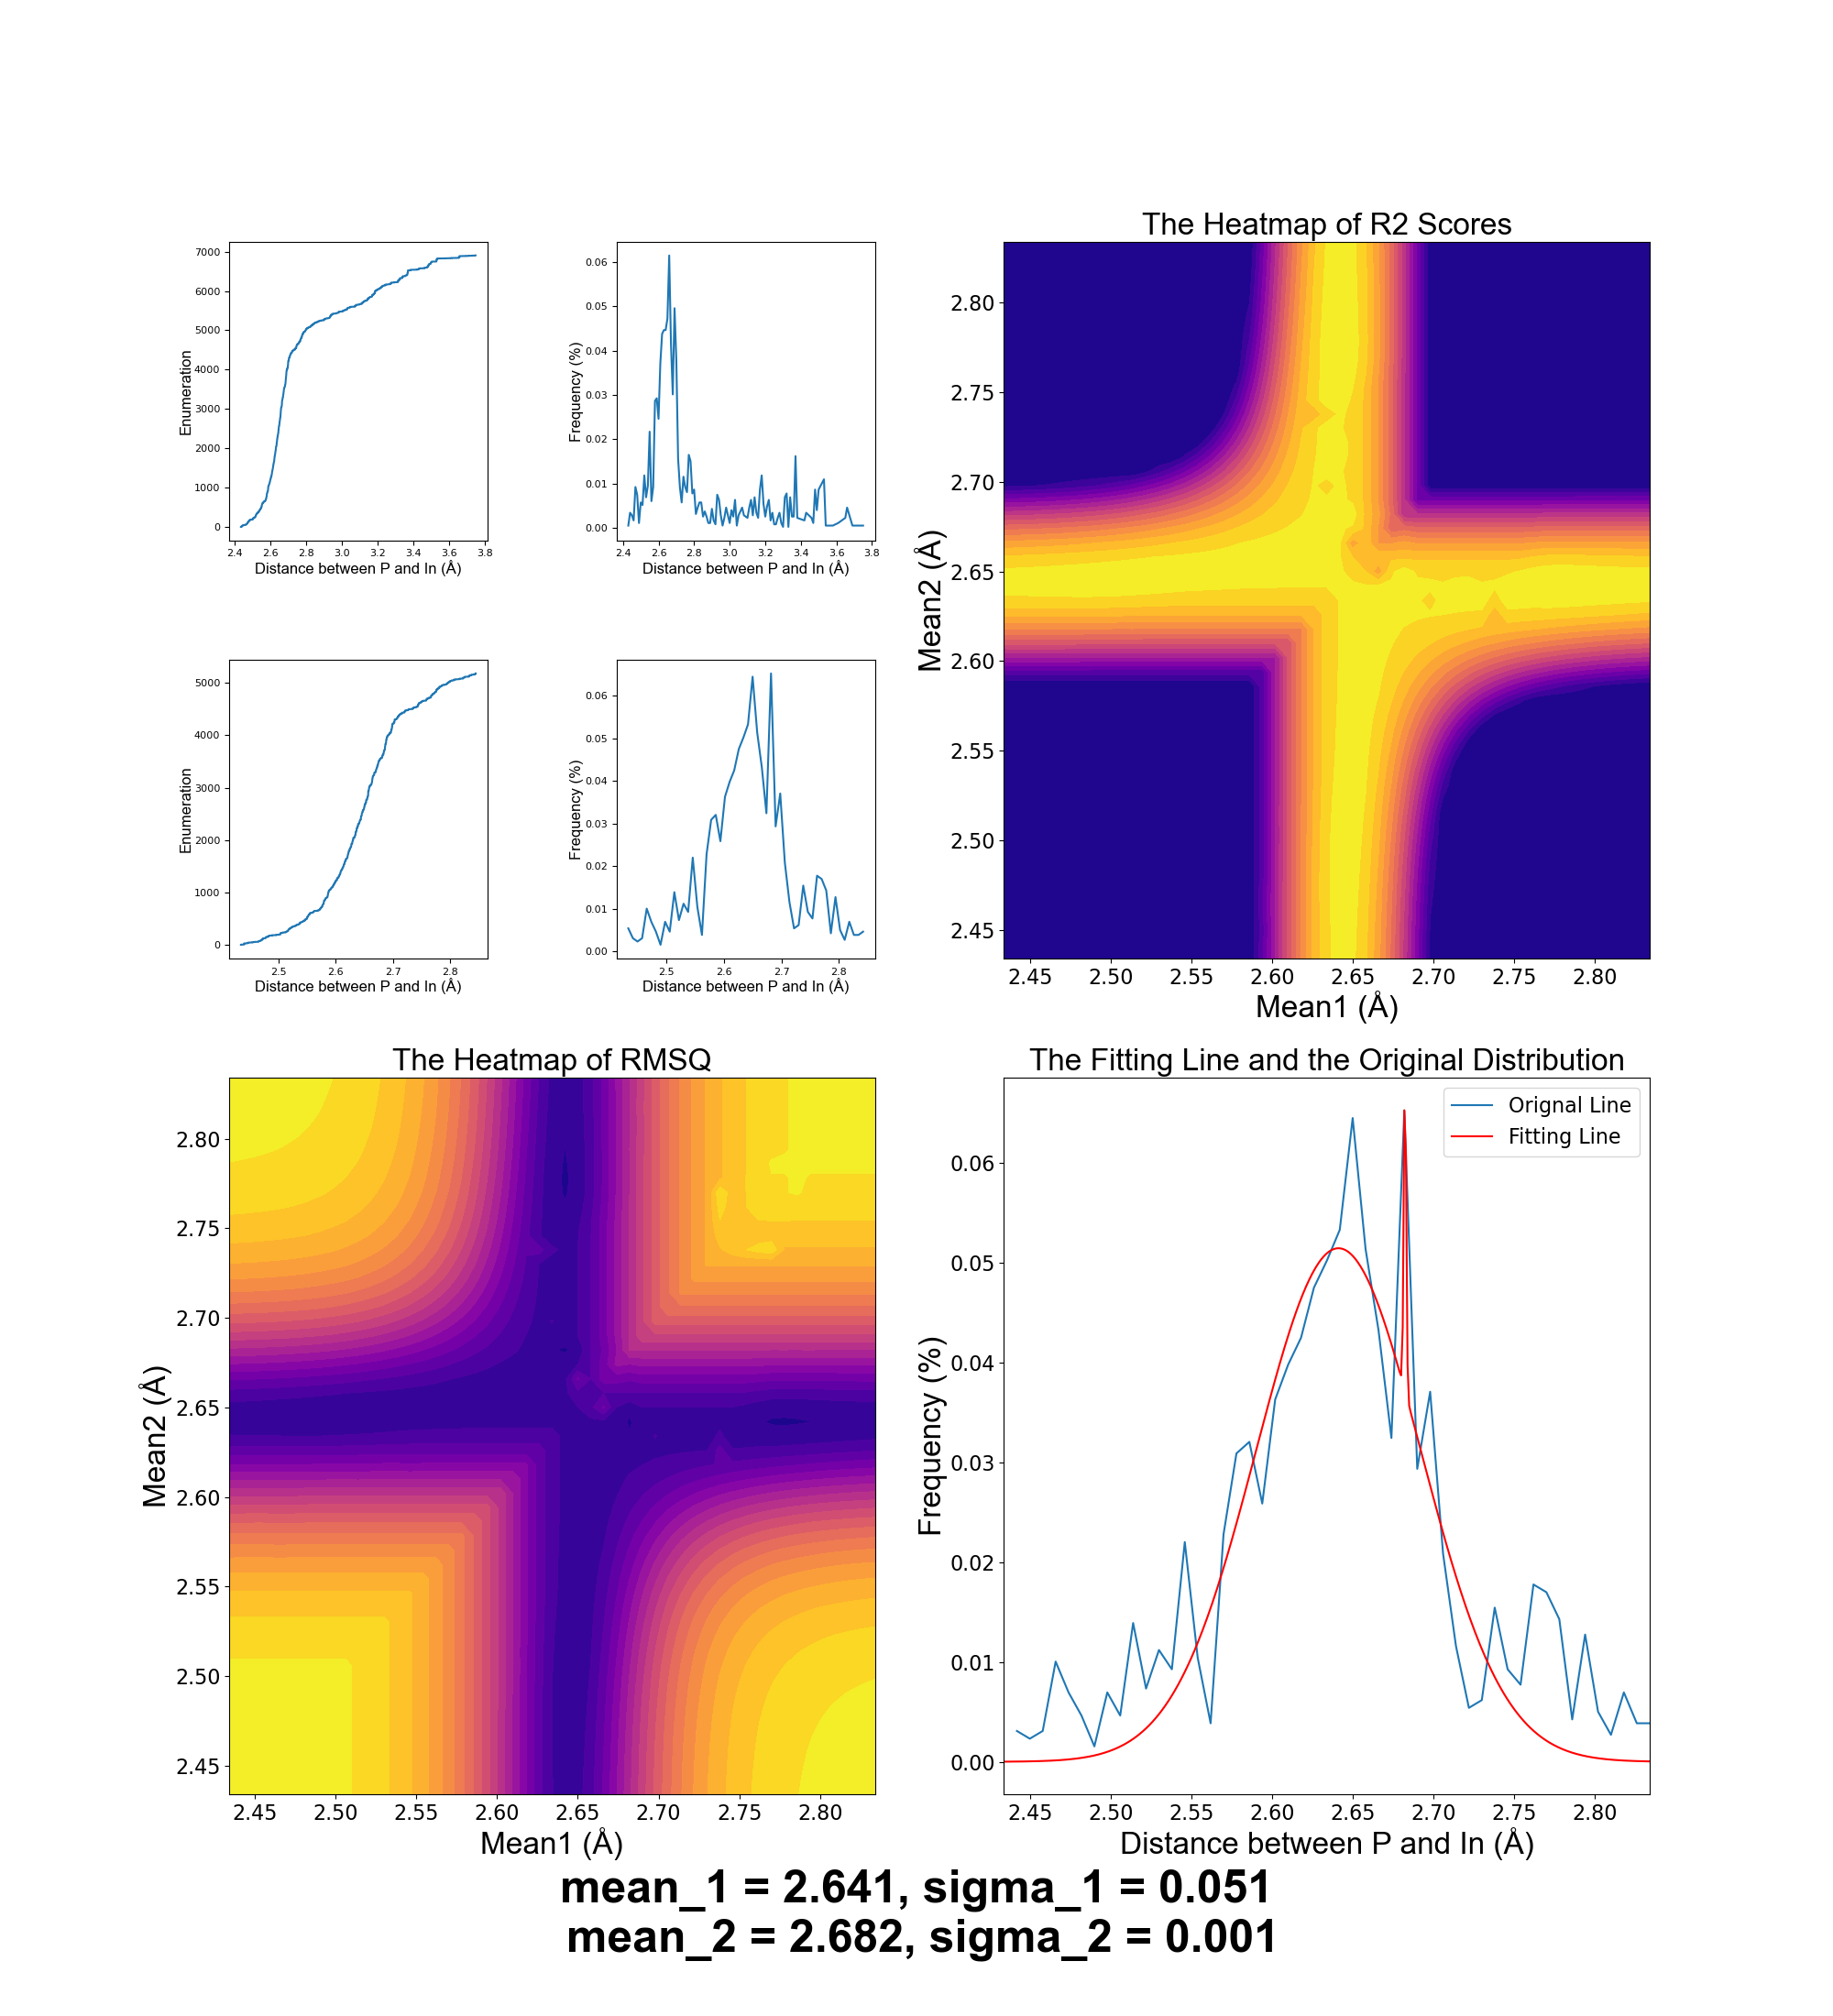 7000
6000
5000
4000
3000
2000
1000
0
Enumeration
2.4 2.6 2.8 3.0 3.2 3.4 3.6 3.8
Distance between P and In (Å)
0.06
0.05
0.04
0.03
0.02
0.01
0.00
Frequency (%)
2.4 2.6 2.8 3.0 3.2 3.4 3.6 3.8
Distance between P and In (Å)
The Heatmap of R2 Scores
2.80
2.75
2.70
2.65
2.60
2.55
2.50
2.45
Mean2 (Å)
2.45 2.50 2.55 2.60 2.65 2.70 2.75 2.80
Mean1 (Å)
5000
4000
3000
2000
1000
0
Enumeration
2.5 2.6 2.7 2.8
Distance between P and In (Å)
0.06
0.05
0.04
0.03
0.02
0.01
0.00
Frequency (%)
2.5 2.6 2.7 2.8
Distance between P and In (Å)
The Heatmap of RMSQ
2.80
2.75
2.70
2.65
2.60
2.55
2.50
2.45
Mean2 (Å)
2.45 2.50 2.55 2.60 2.65 2.70 2.75 2.80
Mean1 (Å)
The Fitting Line and the Original Distribution
Orignal Line
Fitting Line
0.06
0.05
0.04
0.03
0.02
0.01
0.00
Frequency (%)
2.45 2.50 2.55 2.60 2.65 2.70 2.75 2.80
Distance between P and In (Å)
mean_1 = 2.641, sigma_1 = 0.051
mean_2 = 2.682, sigma_2 = 0.001